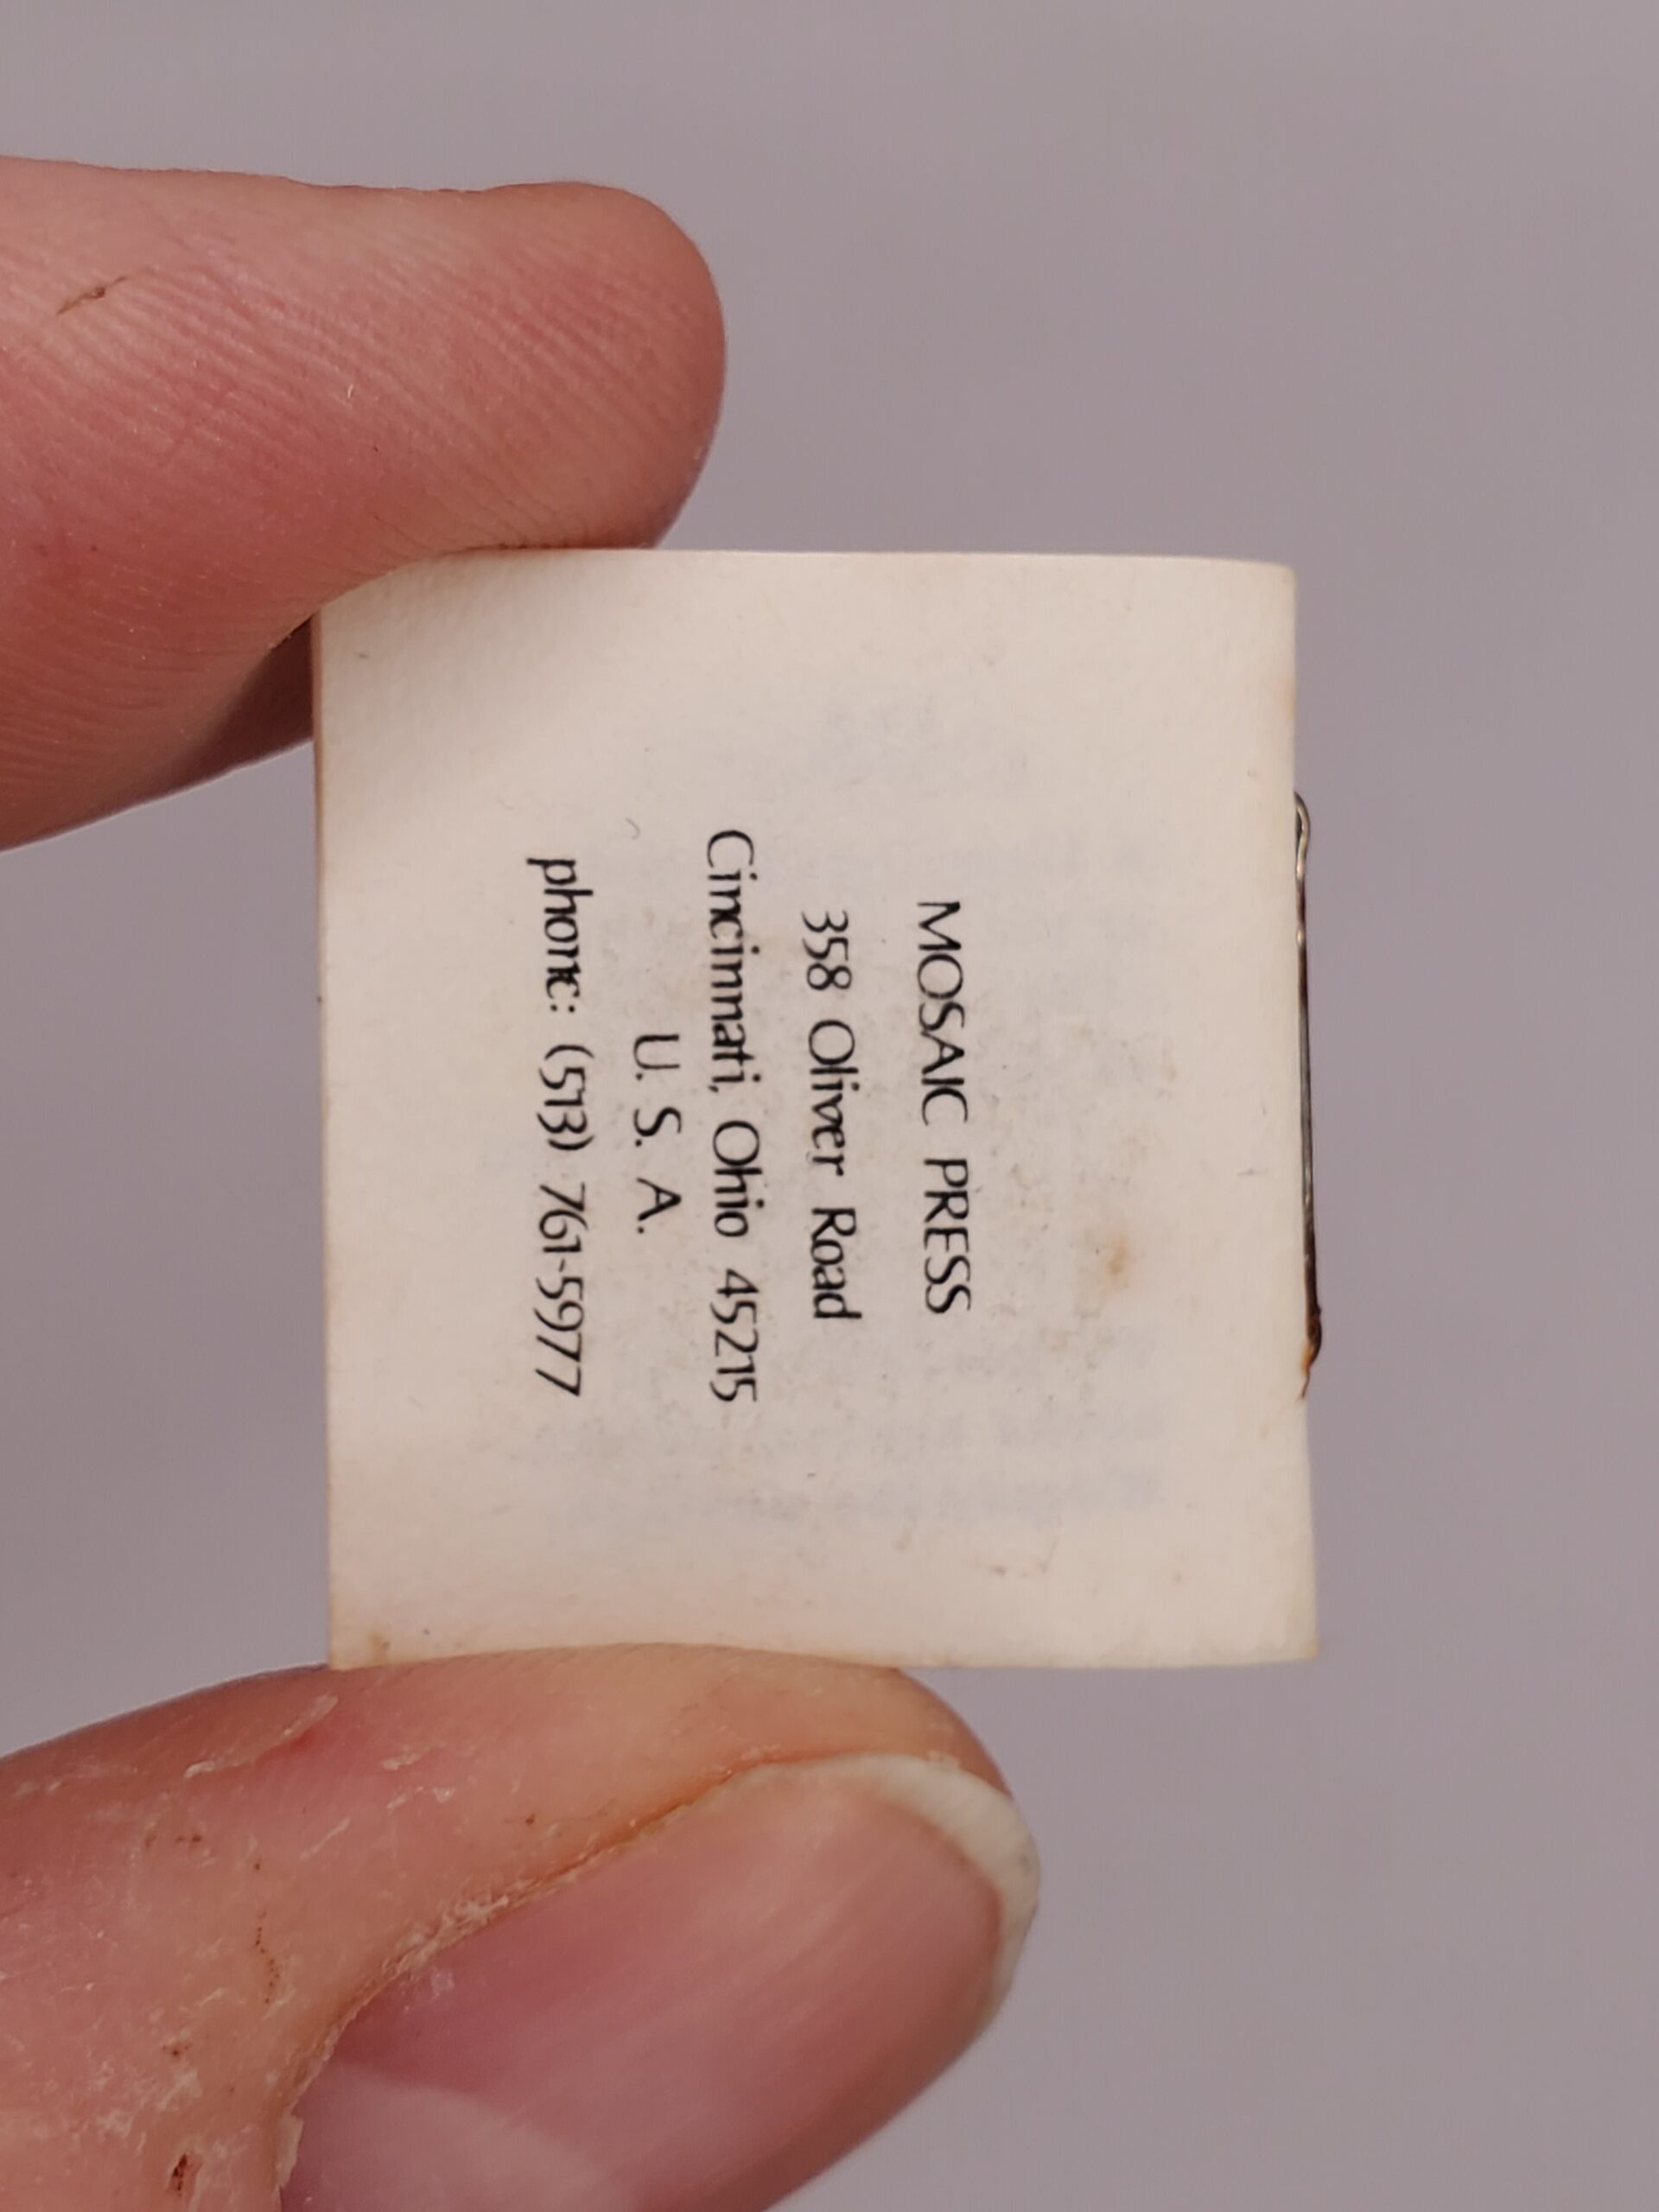 MOSAIC PRESS
358 Oliver Road
Cincinnati, Ohio 45215
U. S. A.
phone: (513) 761-5977